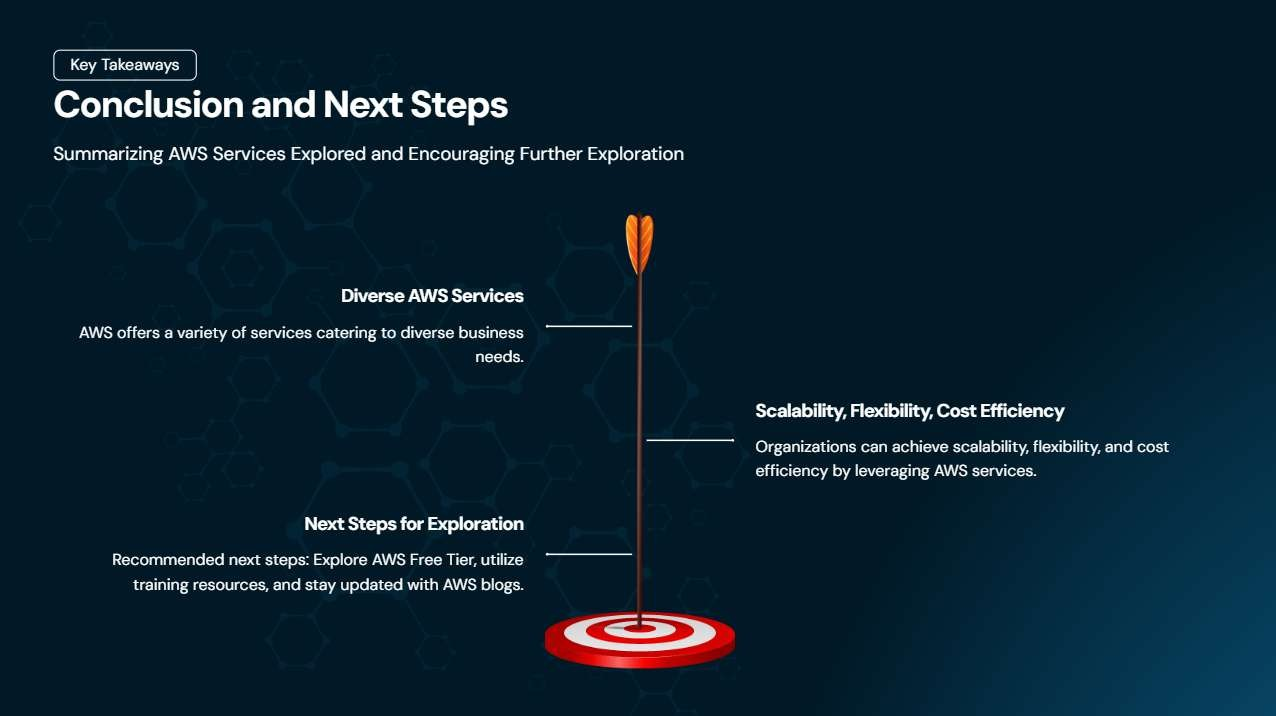 Key Takeaways
Conclusion and Next Steps
Summarizing AWS Services Explored and Encouraging Further Exploration
Diverse AWS Services
AWS offers a variety of services catering to diverse business
needs.
Scalability, Flexibility, Cost Efficiency
Organizations can achieve scalability, flexibility, and cost
efficiency by leveraging AWS services.
Next Steps for Exploration
Recommended next steps: Explore AWS Free Tier, utilize
training resources, and stay updated with AWS blogs.